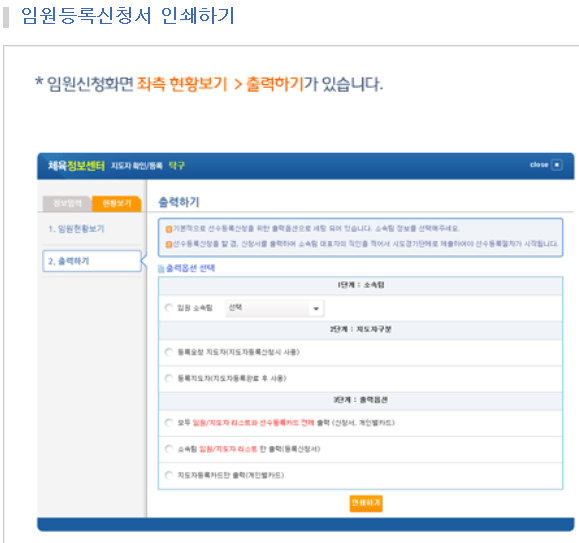 임원등록신청서 인쇄하기
* 임원신청화면 좌측 현황보기 > 출력하기가 있습니다.
체육정보센터 지도자 확인/등록 탁구 close
정보입력 현황보기 출력하기
1. 임원현황보기
기본적으로 선수등록신청을 위한 출력옵션으로 세팅 되어 있습니다. 소속팀 정보를 선택해주세요.
선수등록신청을 할 경, 신청서를 출력하여 소속팀 대표자의 직인을 찍어서 시도경기단체로 제출하여야 선수등록절차가 시작됩니다.
2. 출력하기
출력옵션 선택
1단계 : 소속팀
임원 소속팀 선택
2단계 : 지도자구분
등록요청 지도자(지도자등록신청시 사용)
등록지도자(지도자등록완료 후 사용)
3단계 : 출력옵션
모두 임원/지도자 리스트와 선수등록카드 전체 출력 (신청서, 개인별카드)
소속팀 임원/지도자 리스트 만 출력(등록신청서)
지도자등록카드만 출력(개인별카드)
인쇄하기